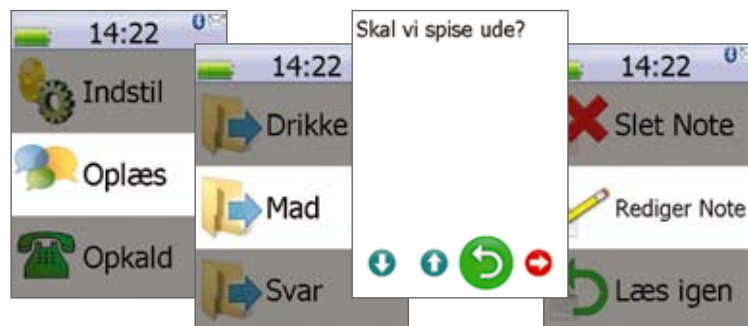 14:22
Indstil
Oplæs
Opkald
14:22
Drikke
Mad
Svar
Skal vi spise ude?
14:22
Slet Note
Rediger Note
Læs igen